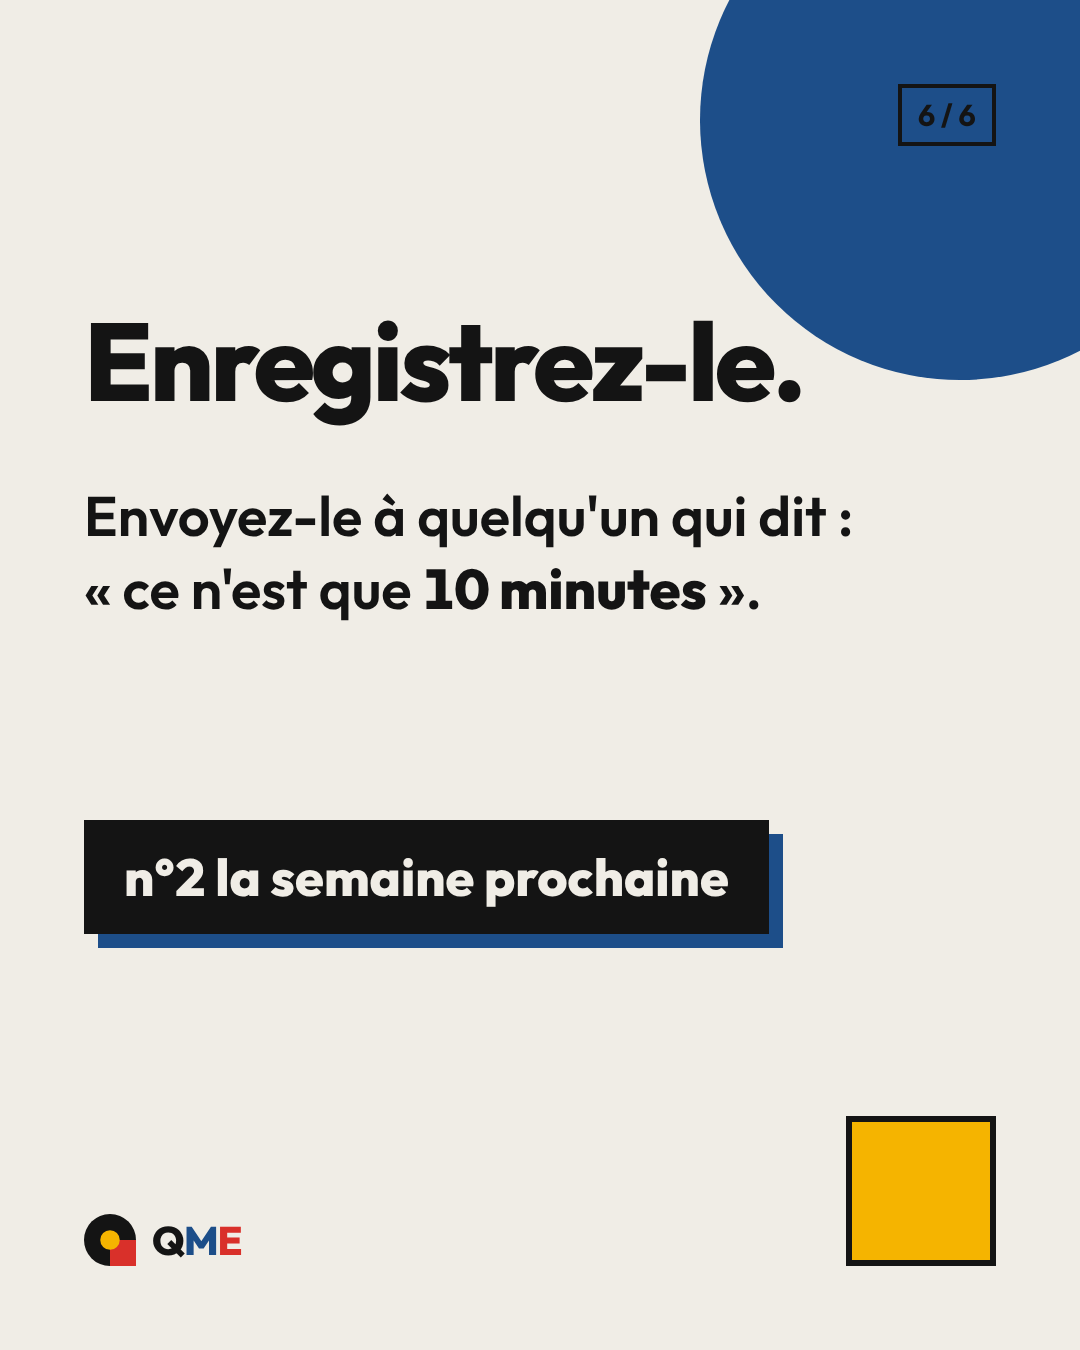 6 / 6
Enregistrez-le.
Envoyez-le à quelqu'un qui dit :
« ce n'est que 10 minutes ».
n°2 la semaine prochaine
QME